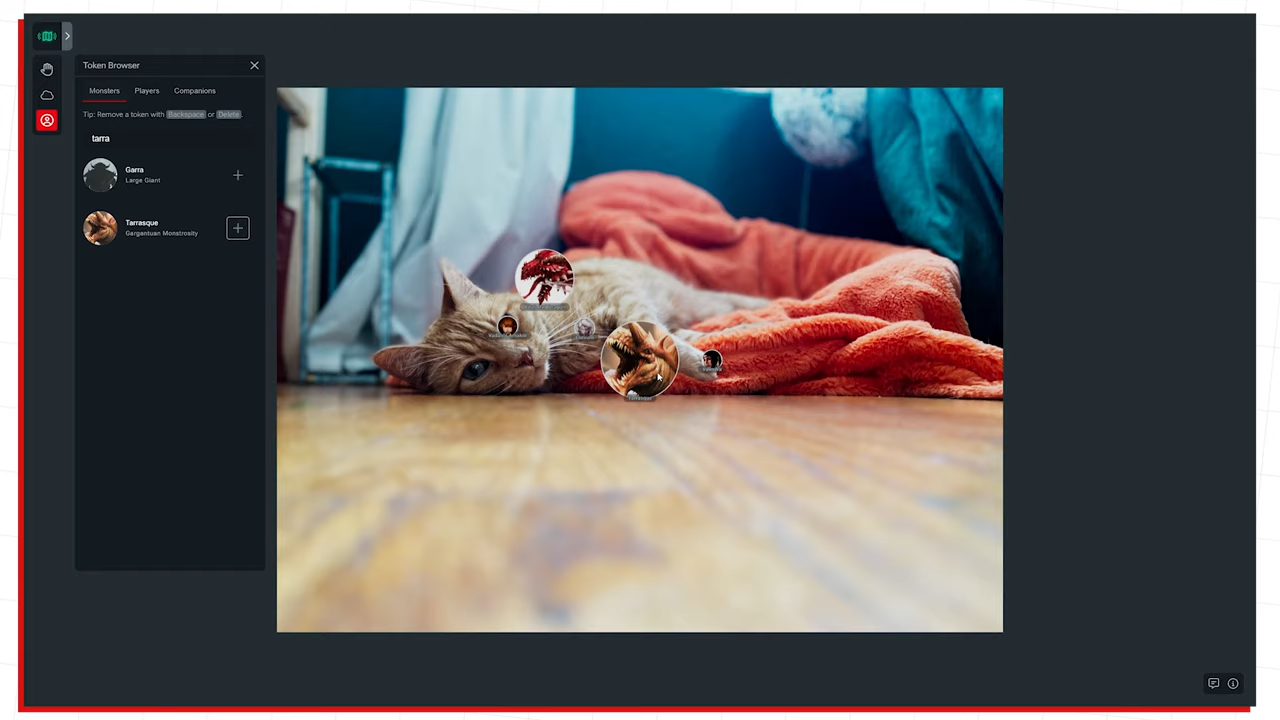 Token Browser
Monsters Players Companions
Tip: Remove a token with Backspace or Delete.
tarra
Garra
Large Giant
Tarrasque
Gargantuan Monstrosity